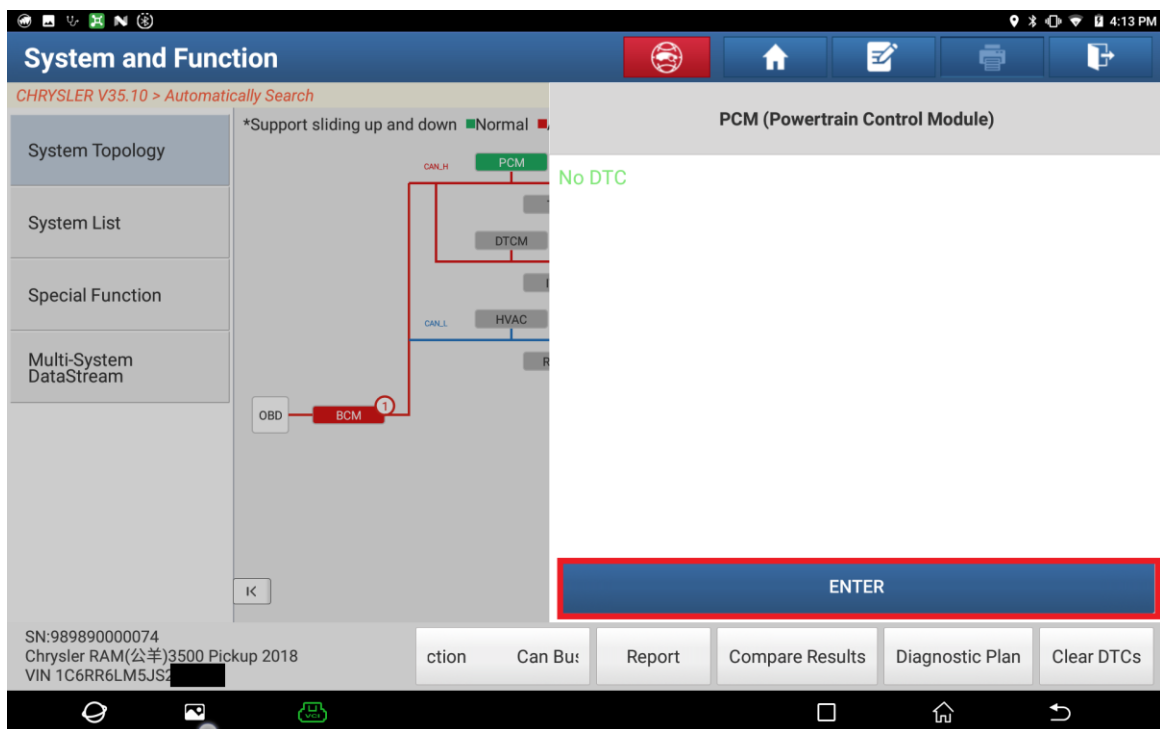 4:13 PM
System and Function
CHRYSLER V35.10 > Automatically Search
System Topology
System List
Special Function
Multi-System
DataStream
*Support sliding up and down ■Normal
CAN_H
PCM
DTCM
CAN_L
HVAC
OBD
BCM
1
PCM (Powertrain Control Module)
No DTC
ENTER
SN:989890000074
Chrysler RAM(公羊)3500 Pickup 2018
VIN 1C6RR6LM5JS2
ction
Can Bus
Report
Compare Results
Diagnostic Plan
Clear DTCs
VCI